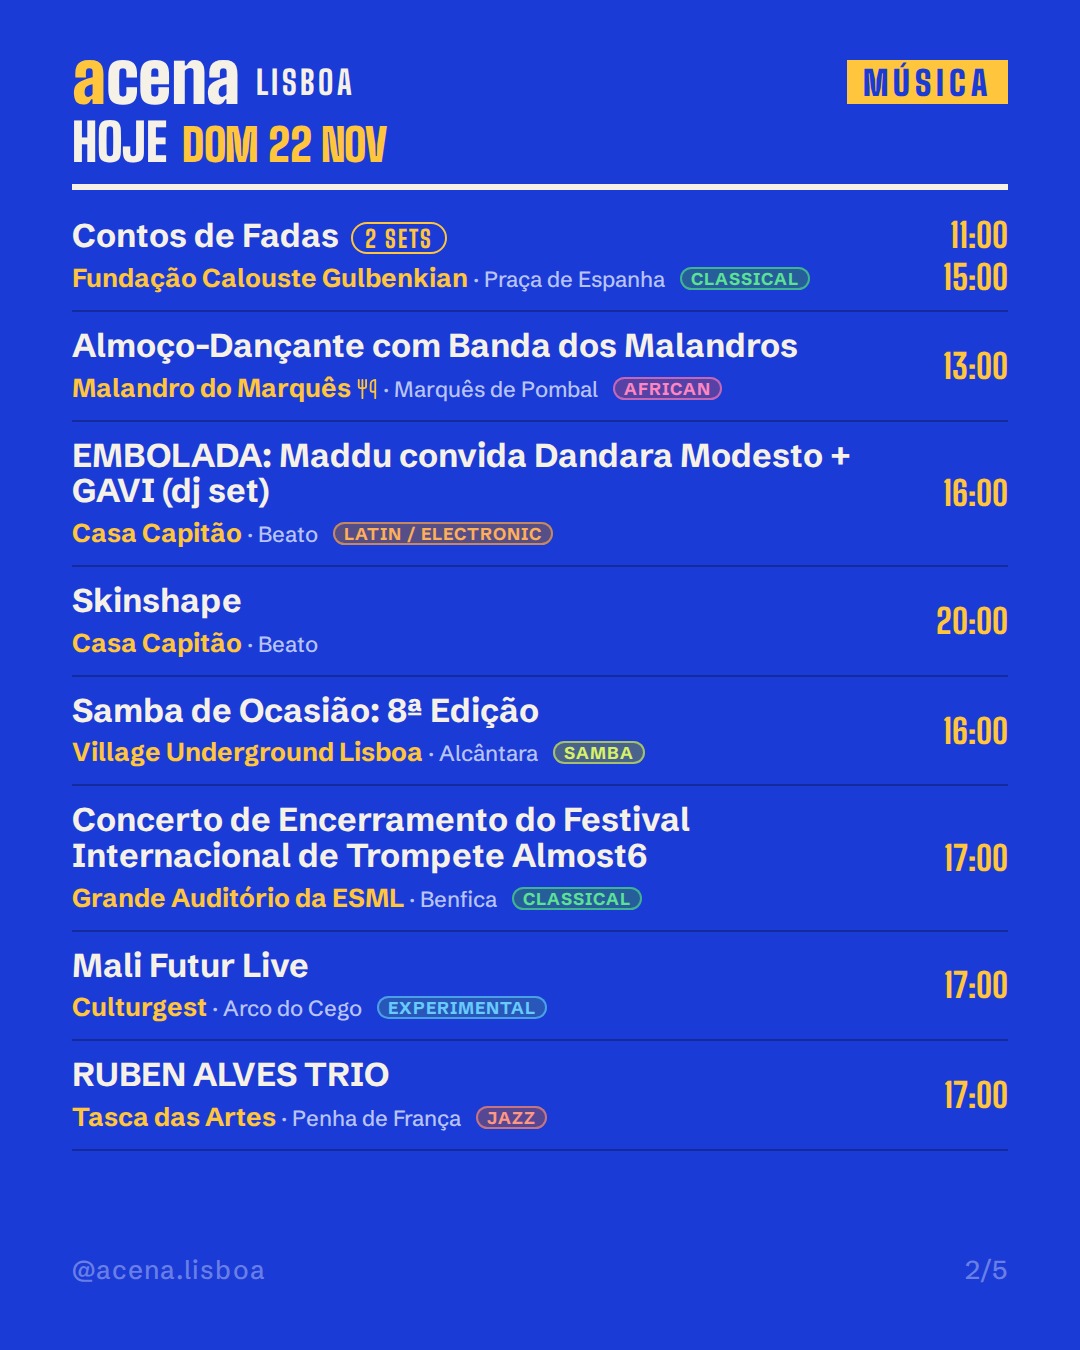 acena LISBOA
MÚSICA
HOJE DOM 22 NOV
Contos de Fadas 2 SETS 11:00
Fundação Calouste Gulbenkian · Praça de Espanha CLASSICAL 15:00
Almoço-Dançante com Banda dos Malandros
13:00
Malandro do Marquês · Marquês de Pombal AFRICAN
EMBOLADA: Maddu convida Dandara Modesto +
GAVI (dj set)
16:00
Casa Capitão · Beato LATIN / ELECTRONIC
Skinshape
20:00
Casa Capitão · Beato
Samba de Ocasião: 8ª Edição
16:00
Village Underground Lisboa · Alcântara SAMBA
Concerto de Encerramento do Festival
Internacional de Trompete Almost6
17:00
Grande Auditório da ESML · Benfica CLASSICAL
Mali Futur Live
17:00
Culturgest · Arco do Cego EXPERIMENTAL
RUBEN ALVES TRIO
17:00
Tasca das Artes · Penha de França JAZZ
@acena.lisboa
2/5